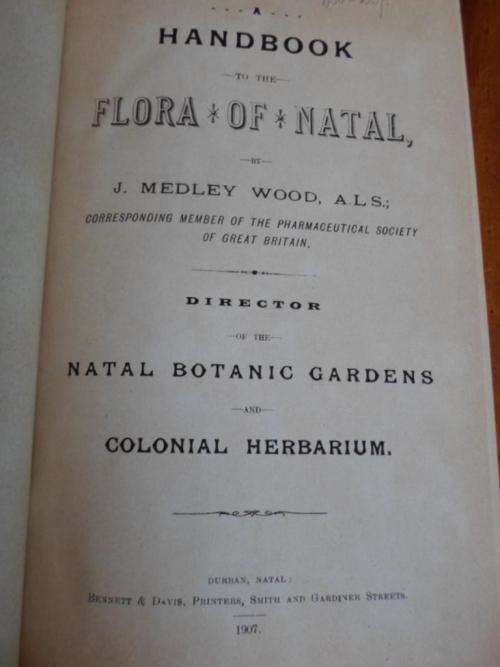 A
HANDBOOK
—TO THE—
FLORA * OF * NATAL,
—BY—
J. MEDLEY WOOD, A.L.S.;
CORRESPONDING MEMBER OF THE PHARMACEUTICAL SOCIETY
OF GREAT BRITAIN.
DIRECTOR
—OF THE—
NATAL BOTANIC GARDENS
—AND—
COLONIAL HERBARIUM.
DURBAN, NATAL:
BENNETT & DAVIS, PRINTERS, SMITH AND GARDINER STREETS.
1907.